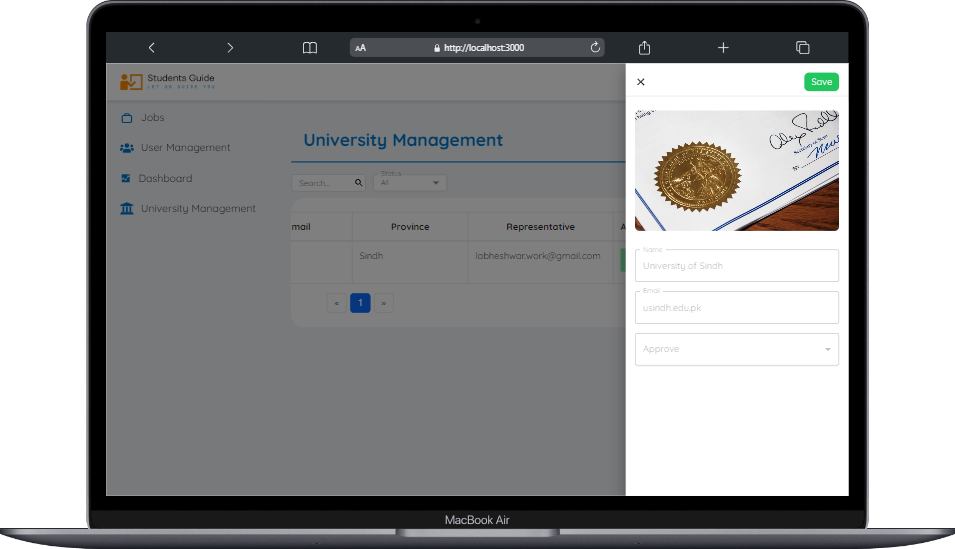 AA
http://localhost:3000
Students Guide
LET US GUIDE YOU
Jobs
User Management
Dashboard
University Management
University Management
Search...
Status
All
mail
Province
Representative
A
Sindh
labheshwar.work@gmail.com
«
1
»
Save
Name
University of Sindh
Email
usindh.edu.pk
Approve
MacBook Air